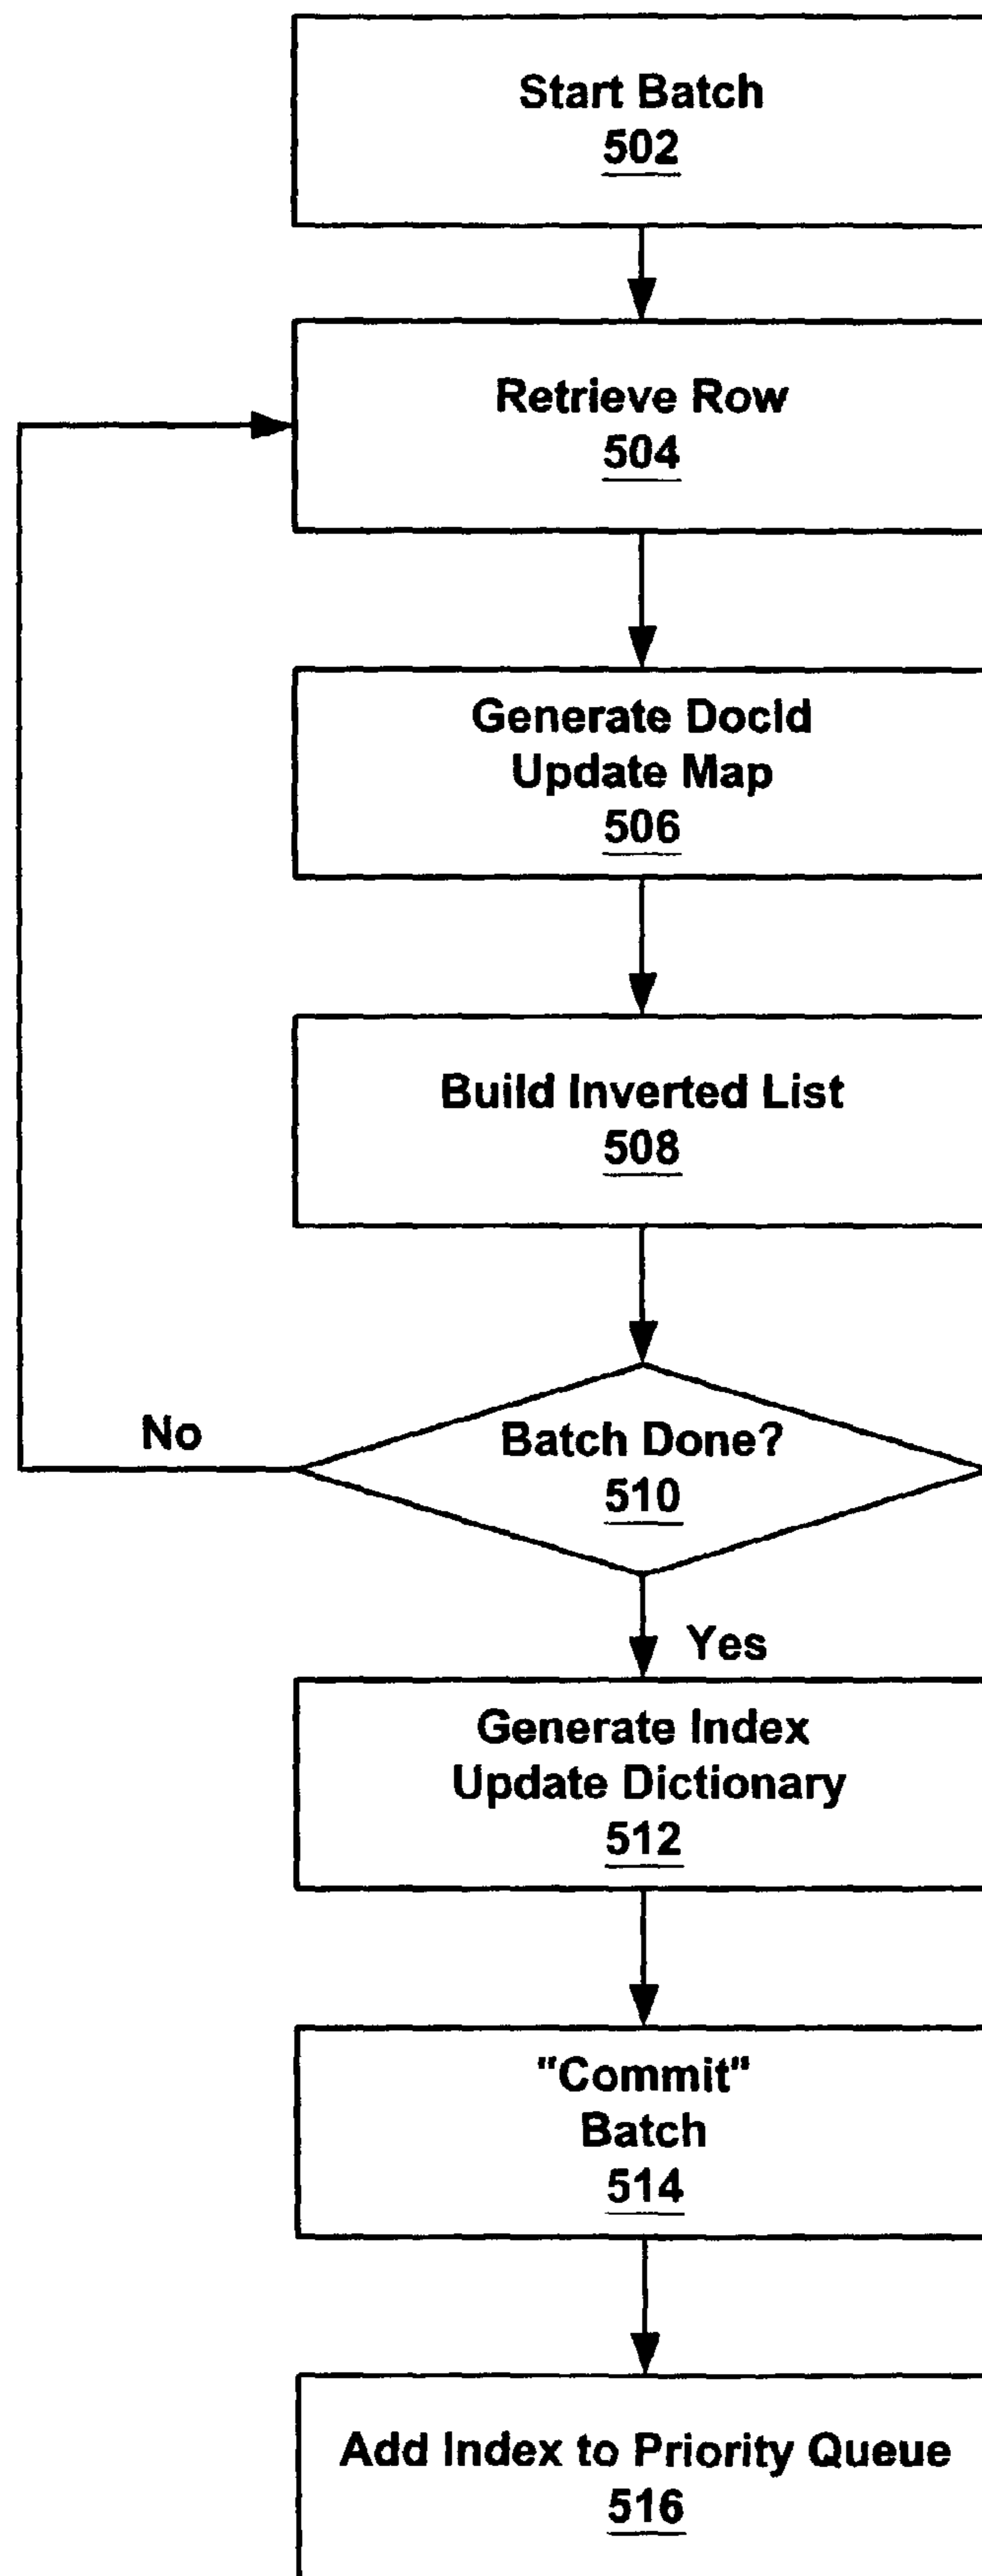 Start Batch
502
Retrieve Row
504
Generate DocId
Update Map
506
Build Inverted List
508
No
Batch Done?
510
Yes
Generate Index
Update Dictionary
512
"Commit"
Batch
514
Add Index to Priority Queue
516